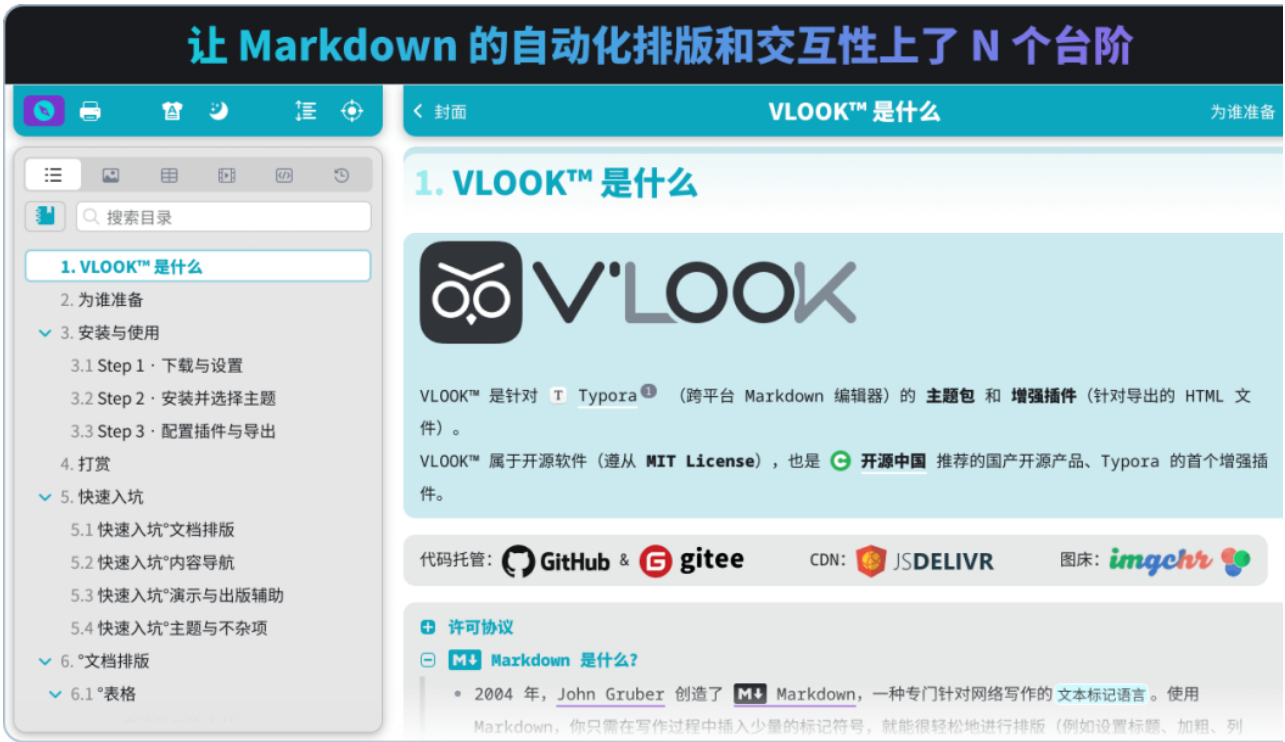 让 Markdown 的自动化排版和交互性上了 N 个台阶
封面
VLOOK™ 是什么
为谁准备
搜索目录
1. VLOOK™ 是什么
2. 为谁准备
3. 安装与使用
3.1 Step 1 · 下载与设置
3.2 Step 2 · 安装并选择主题
3.3 Step 3 · 配置插件与导出
4. 打赏
5. 快速入坑
5.1 快速入坑°文档排版
5.2 快速入坑°内容导航
5.3 快速入坑°演示与出版辅助
5.4 快速入坑°主题与不杂项
6. °文档排版
6.1 °表格
1. VLOOK™ 是什么
V'LOOK
VLOOK™ 是针对 T Typora 1 （跨平台 Markdown 编辑器）的 主题包 和 增强插件（针对导出的 HTML 文
件）。
VLOOK™ 属于开源软件（遵从 MIT License），也是 C 开源中国 推荐的国产开源产品、Typora 的首个增强插
件。
代码托管: GitHub & G gitee CDN: JSDELIVR 图床: imgchr
许可协议
M↓ Markdown 是什么?
• 2004 年，John Gruber 创造了 M↓ Markdown，一种专门针对网络写作的 文本标记语言 。使用
Markdown，你只需在写作过程中插入少量的标记符号，就能很轻松地进行排版（例如设置标题、加粗、列